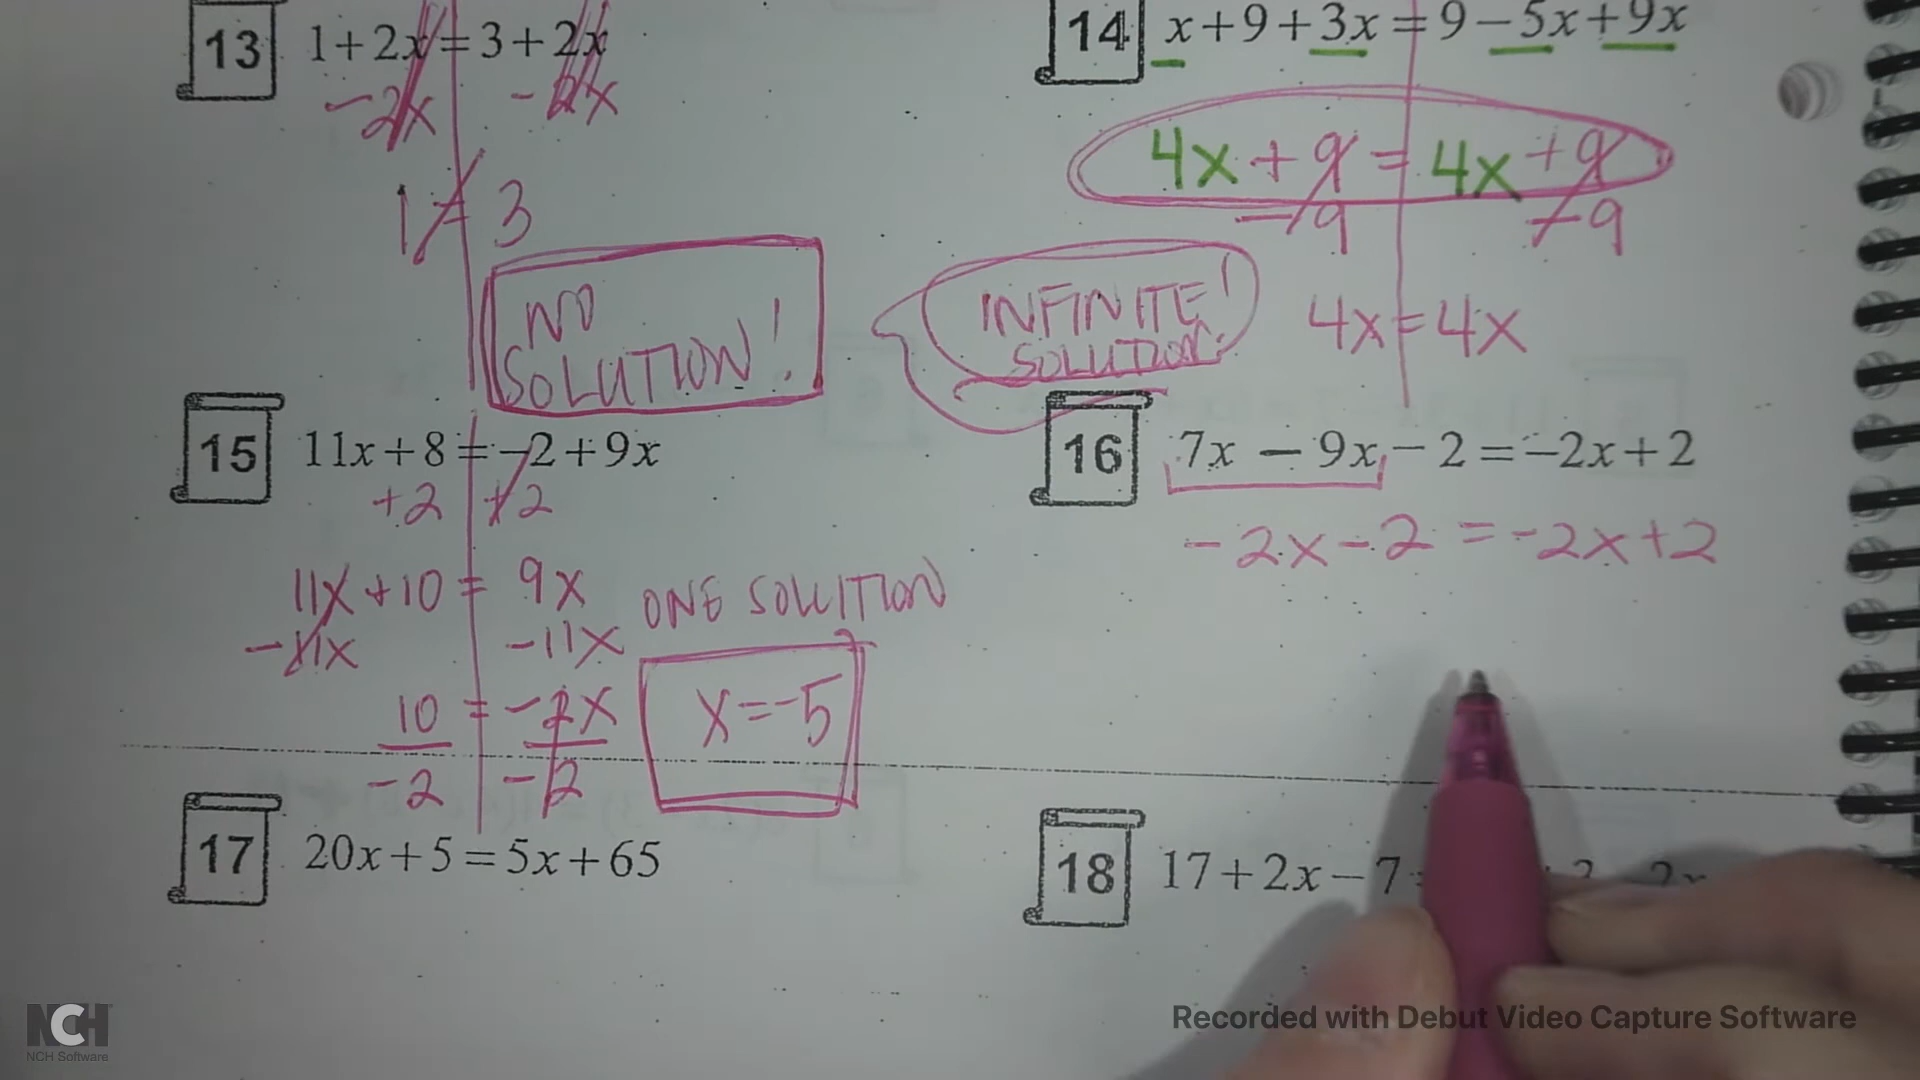 13 1+2x=3+2x
-2x -2x
1≠3
NO
SOLUTION!
14 x+9+3x=9-5x+9x
4x+9=4x+9
-9 -9
4x=4x
INFINITE!
SOLUTION
15 11x+8=-2+9x
+2 +2
11x+10=9x
-11x -11x
10=-2x
-2 -2
ONE SOLUTION
x=-5
16 7x-9x-2=-2x+2
-2x-2=-2x+2
17 20x+5=5x+65
18 17+2x-7
NCH
NCH Software
Recorded with Debut Video Capture Software